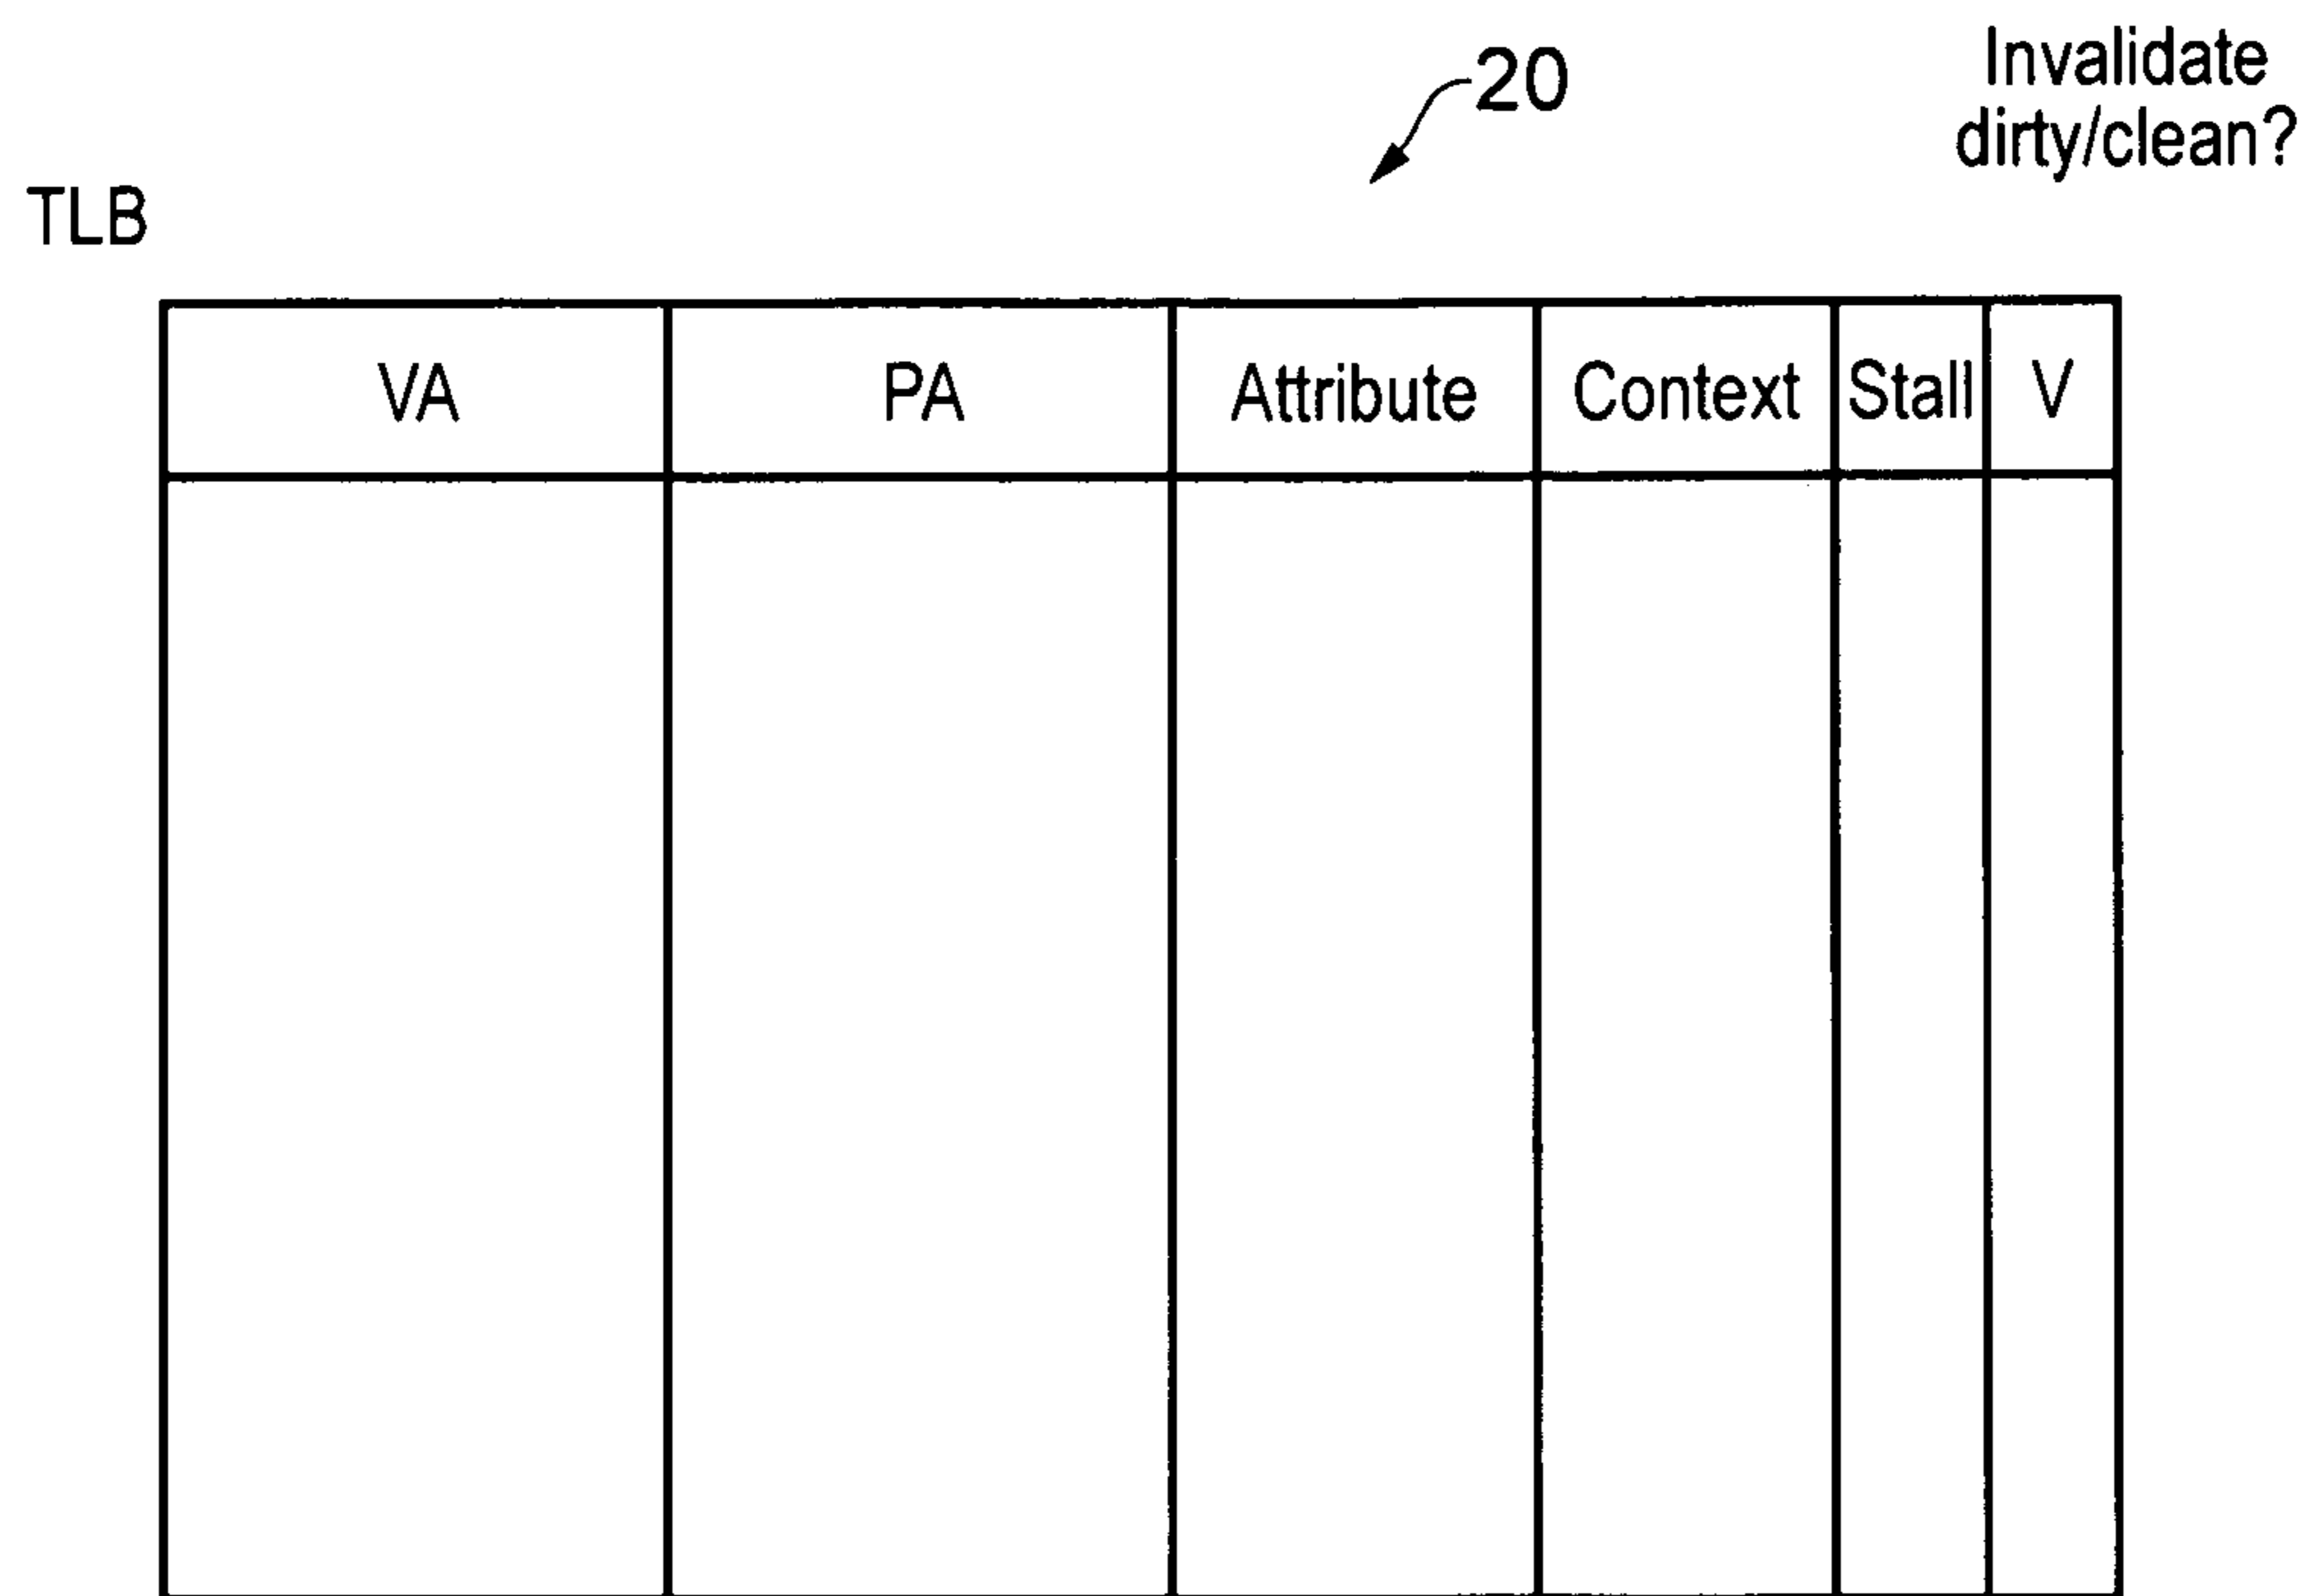 20
Invalidate
dirty/clean?
TLB
VA PA Attribute Context Stall V